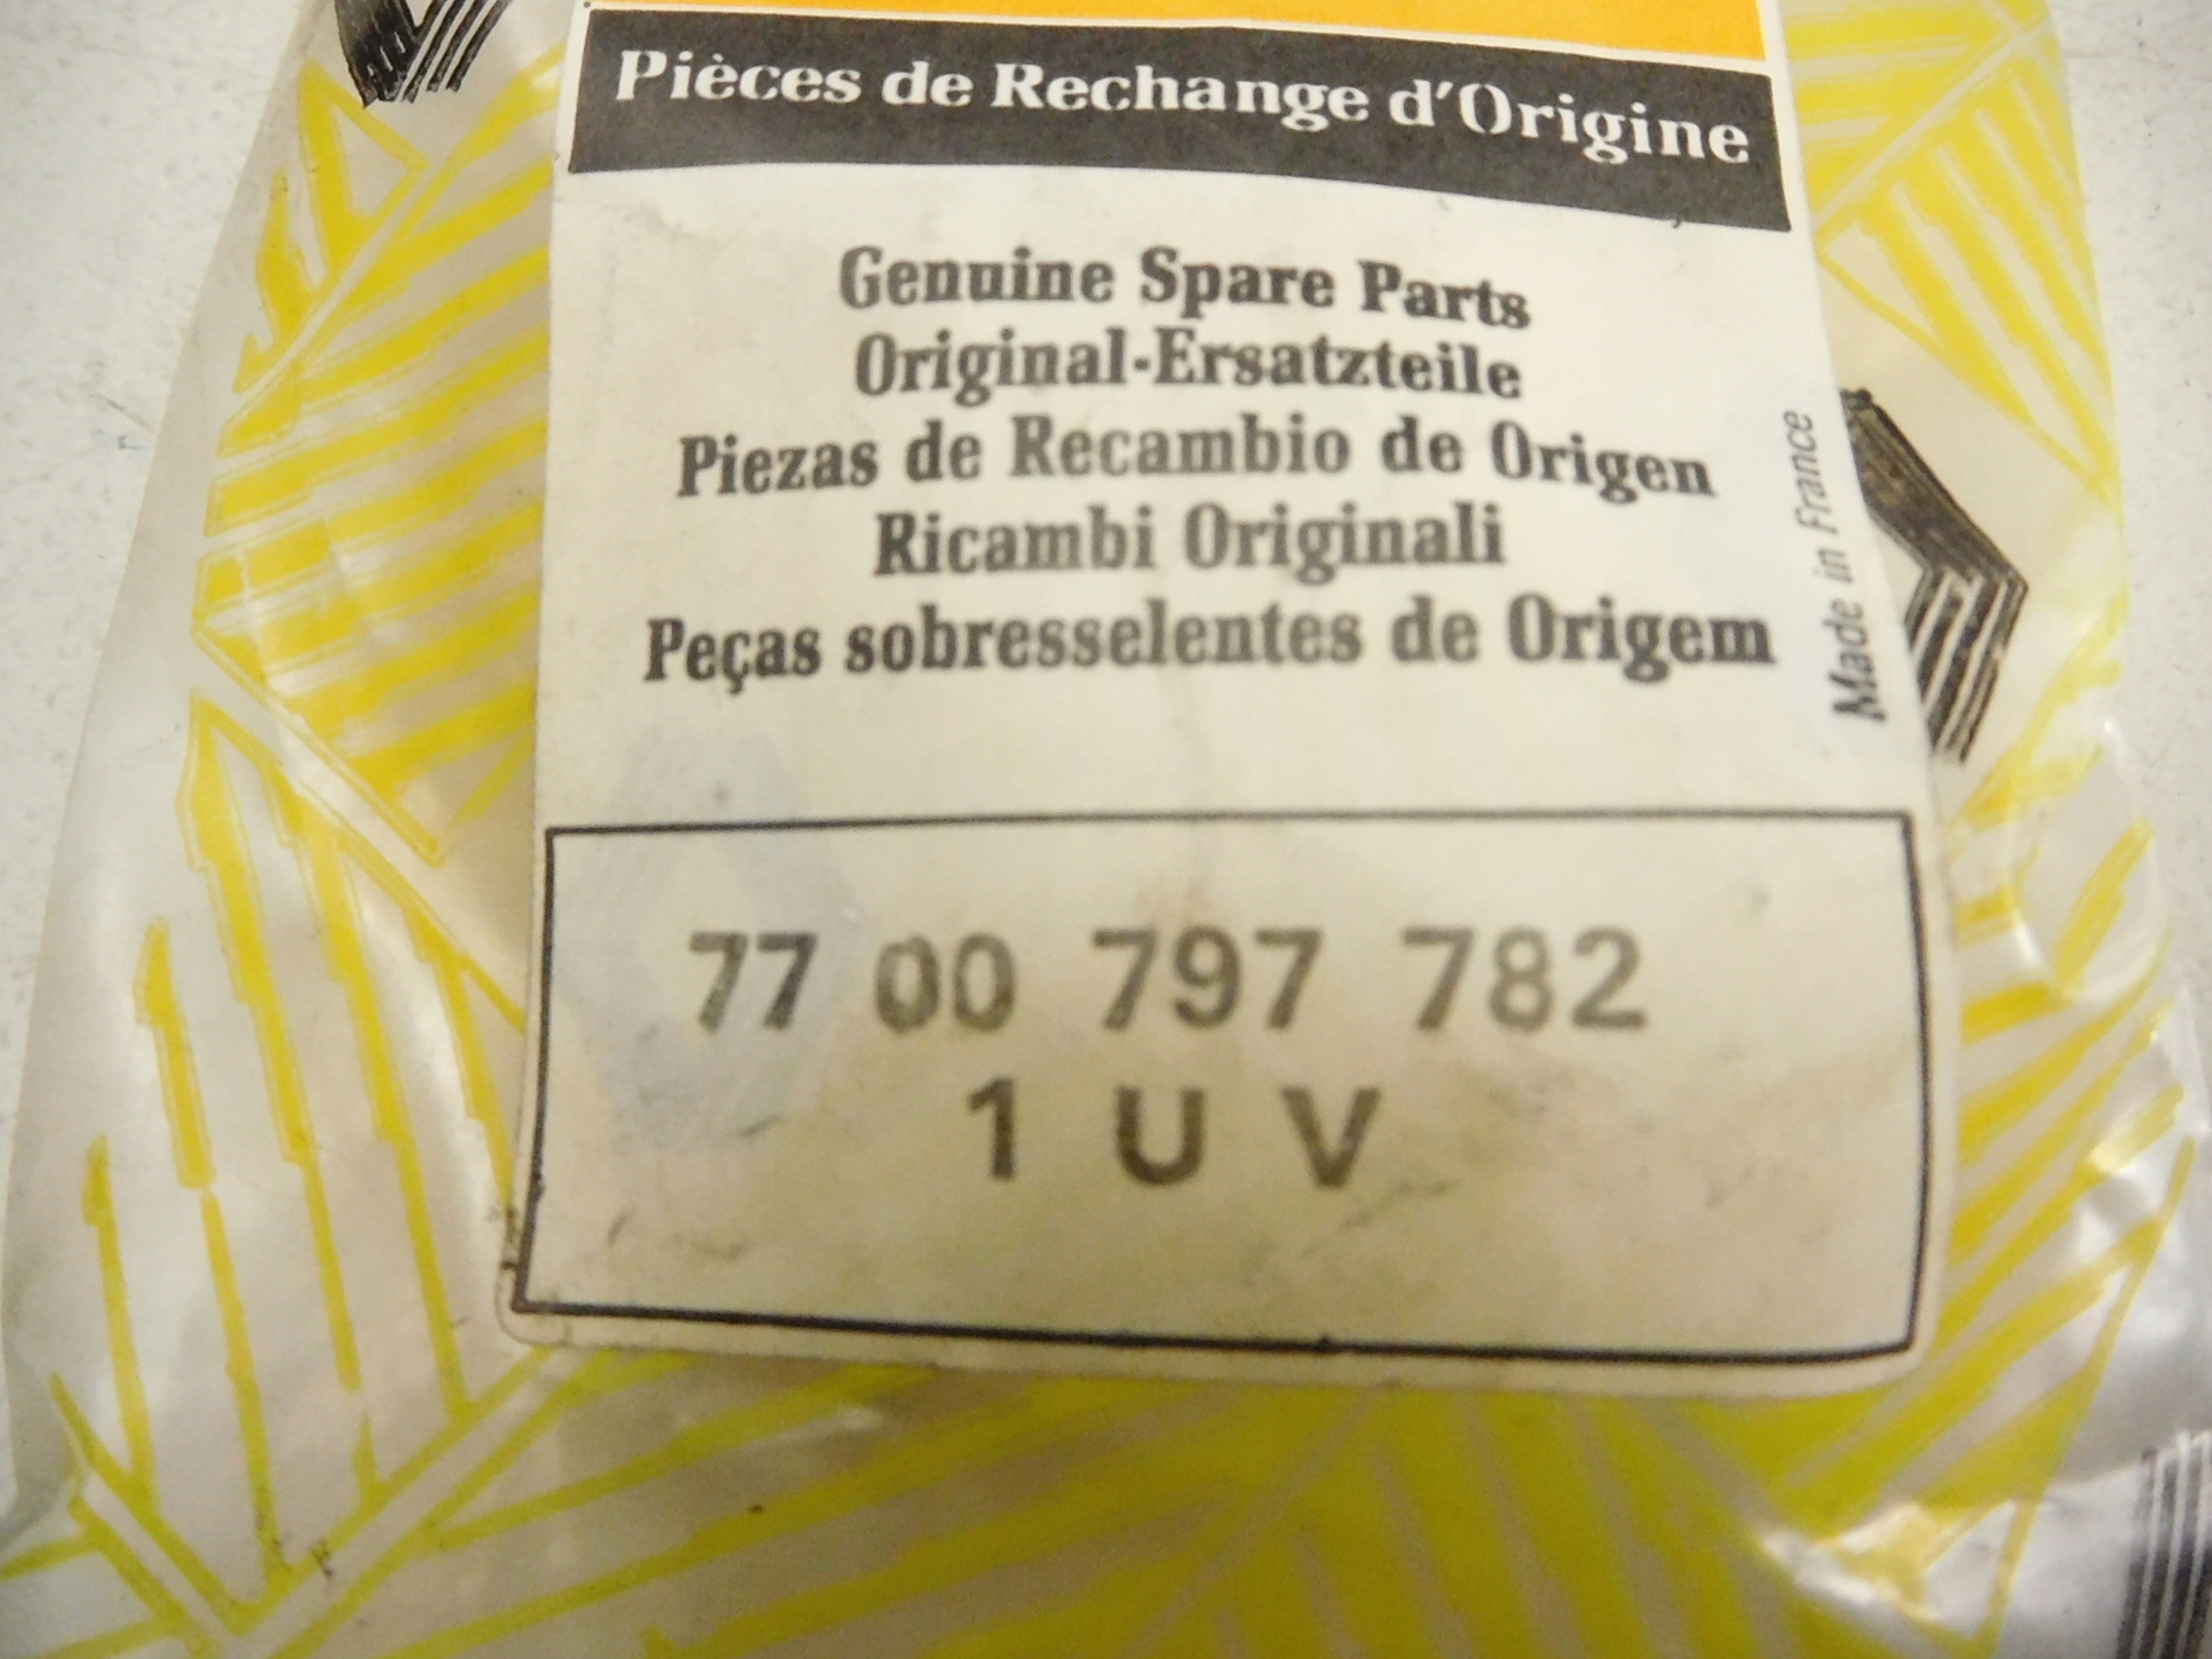 Pièces de Rechange d'Origine
Genuine Spare Parts
Original-Ersatzteile
Piezas de Recambio de Origen
Ricambi Originali
Peças sobresselentes de Origem
Made in France
77 00 797 782
1 U V